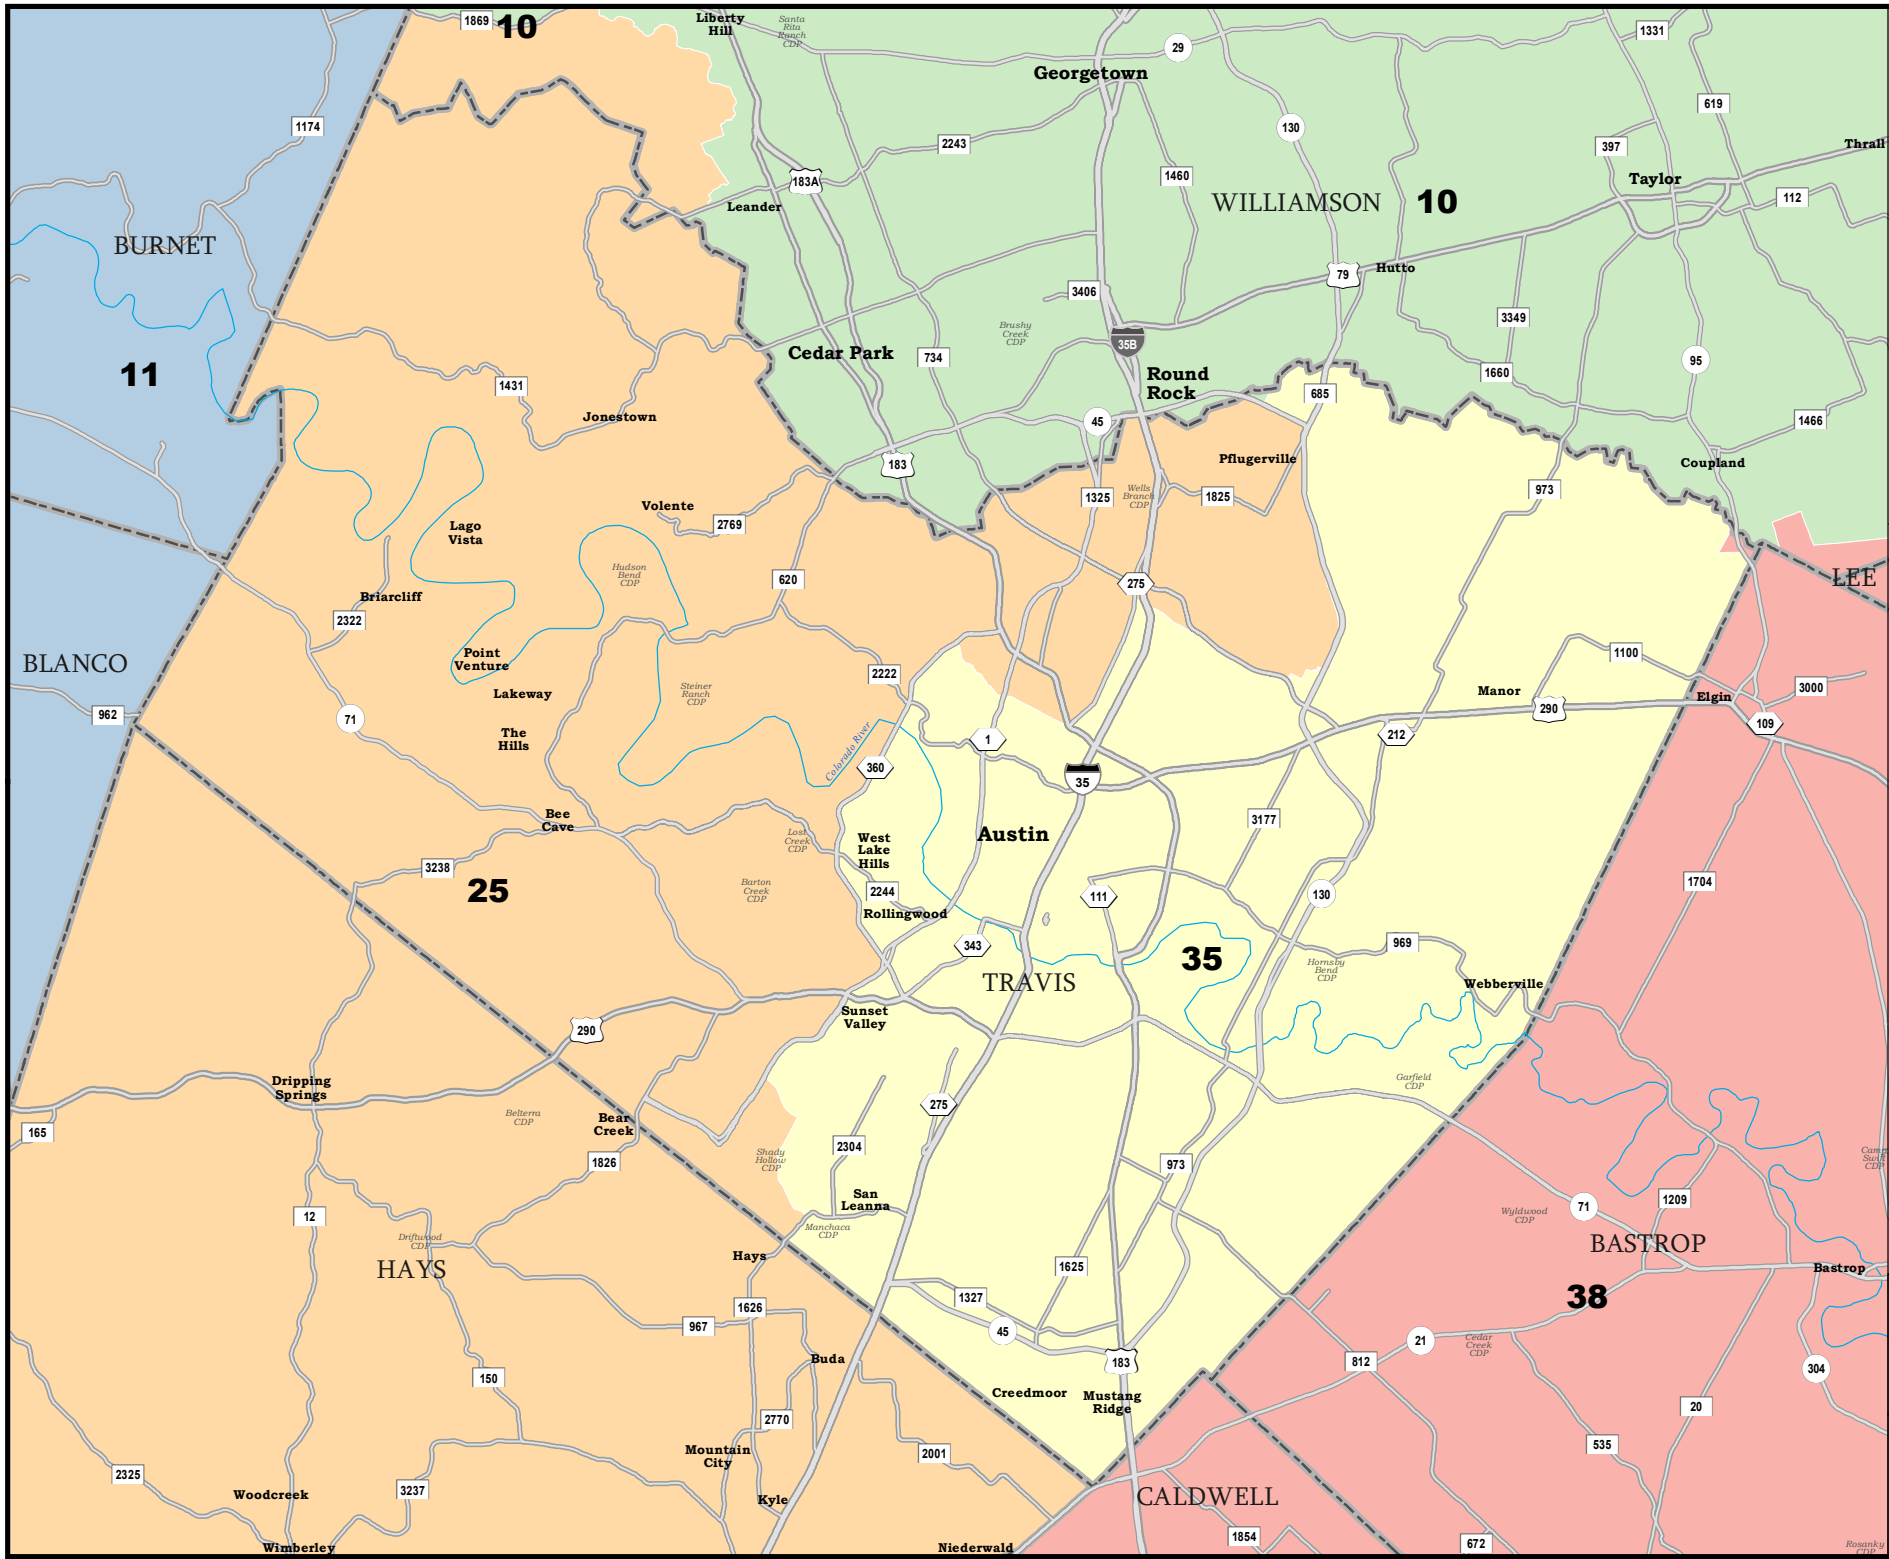 1869
10
Liberty
Hill
Santa
Rita
Ranch
CDP
29
1331
Georgetown
619
1174
130
2243
397
Thrall
183A
1460
Taylor
WILLIAMSON
10
112
Leander
BURNET
79
Hutto
3406
3349
Brushy
Creek
CDP
35B
Cedar Park
734
95
11
Round
Rock
1660
1431
685
Jonestown
45
1466
183
Pflugerville
Coupland
Volente
1325
Wells
Branch
CDP
1825
973
Lago
Vista
2769
Hudson
Bend
CDP
620
275
LEE
Briarcliff
2322
Point
Venture
1100
BLANCO
2222
Steiner
Ranch
CDP
Lakeway
Manor
Elgin
3000
962
71
290
109
The
Hills
Colorado River
1
212
360
35
Bee
Cave
3177
Lost
Creek
CDP
West
Lake
Hills
Austin
3238
25
Barton
Creek
CDP
2244
111
130
1704
Rollingwood
343
969
35
Hornsby
Bend
CDP
TRAVIS
Webberville
Sunset
Valley
290
Dripping
Springs
Garfield
CDP
Belterra
CDP
Bear
Creek
275
165
2304
Shady
Hollow
CDP
1826
973
Camp
Swift
CDP
San
Leanna
1209
12
71
Wyldwood
CDP
Manchaca
CDP
Driftwood
CDP
BASTROP
Hays
HAYS
1625
Bastrop
1327
38
1626
967
45
21
Cedar
Creek
CDP
Buda
183
812
304
150
Creedmoor
Mustang
Ridge
20
2770
535
Mountain
City
2001
2325
3237
Woodcreek
Kyle
CALDWELL
1854
672
Wimberley
Niederwald
Rosanky
CDP